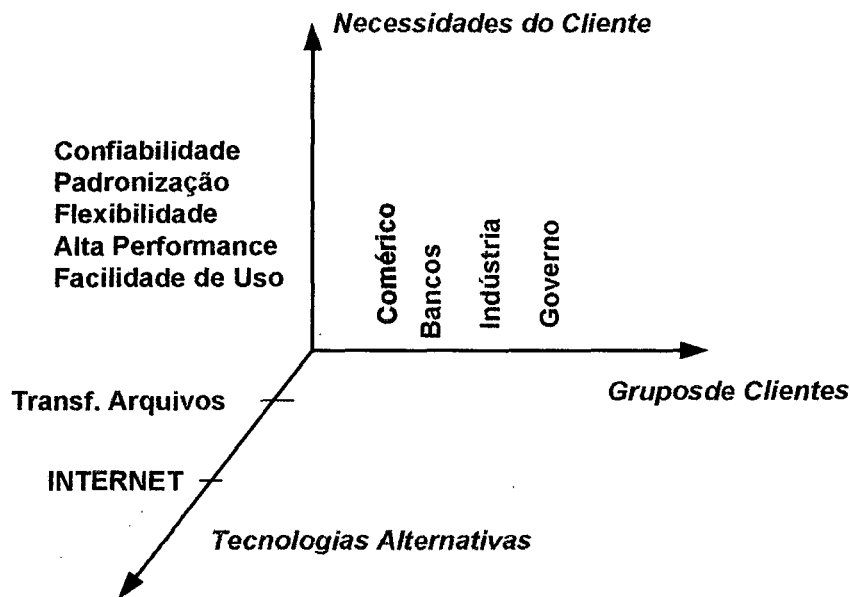 Necessidades do Cliente
Confiabilidade
Padronização
Flexibilidade
Alta Performance
Facilidade de Uso
Comérico
Bancos
Indústria
Governo
Gruposde Clientes
Transf. Arquivos
INTERNET
Tecnologias Alternativas